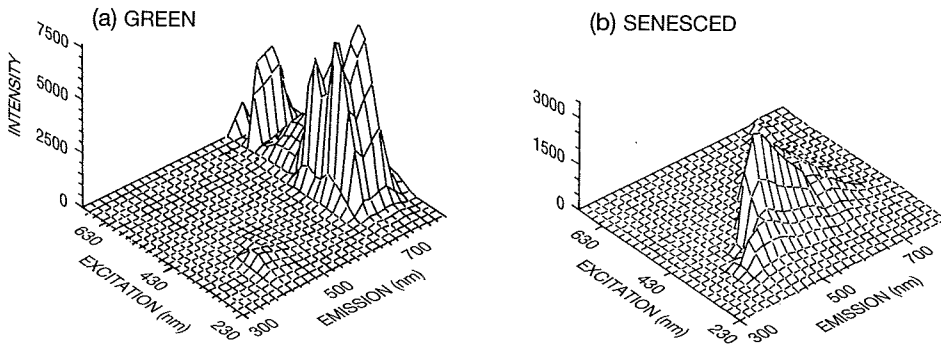 (a) GREEN
7500
5000
2500
0
INTENSITY
630
430
230
EXCITATION (nm)
300
500
700
EMISSION (nm)
(b) SENESCED
3000
1500
0
630
430
230
EXCITATION (nm)
300
500
700
EMISSION (nm)